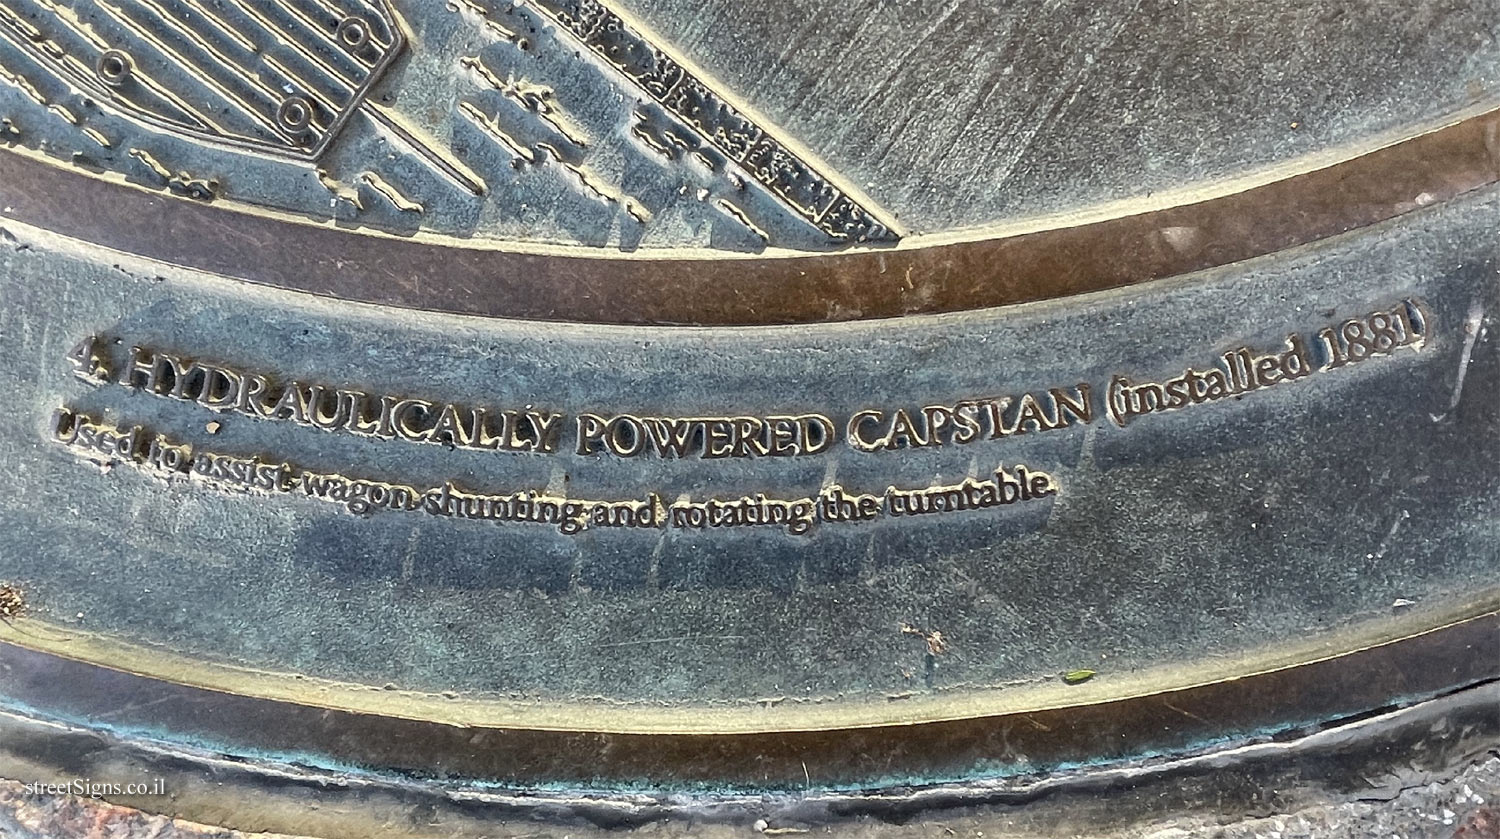 4. HYDRAULICALLY POWERED CAPSTAN (installed 1881)
Used to assist wagon shunting and rotating the turntable.
streetSigns.co.il